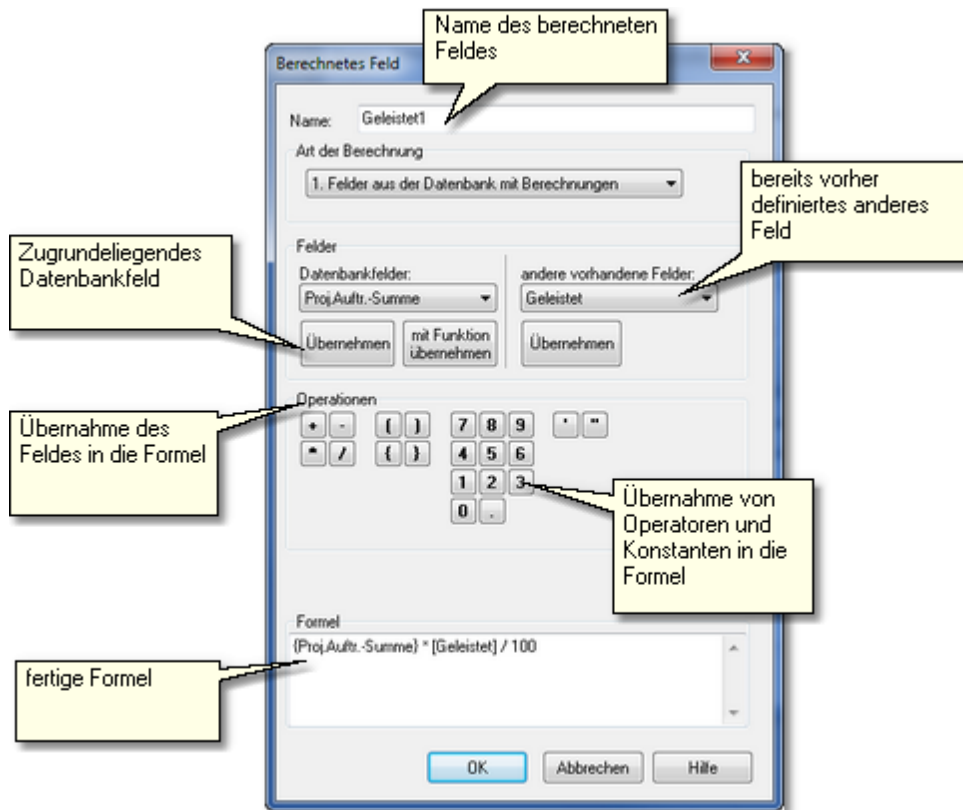 Name des berechneten
Feldes
Berechnetes Feld
Name:
Geleistet1
Art der Berechnung
1. Felder aus der Datenbank mit Berechnungen
bereits vorher
definiertes anderes
Feld
Zugrundeliegendes
Datenbankfeld
Felder
Datenbankfelder:
Proj.Auftr.-Summe
Übernehmen
mit Funktion
übernehmen
andere vorhandene Felder:
Geleistet
Übernehmen
Übernahme des
Feldes in die Formel
Operationen
+ - ( ) 7 8 9 ' "
* / { } 4 5 6
1 2 3
0 .
Übernahme von
Operatoren und
Konstanten in die
Formel
Formel
{Proj.Auftr.-Summe} * [Geleistet] / 100
fertige Formel
OK
Abbrechen
Hilfe